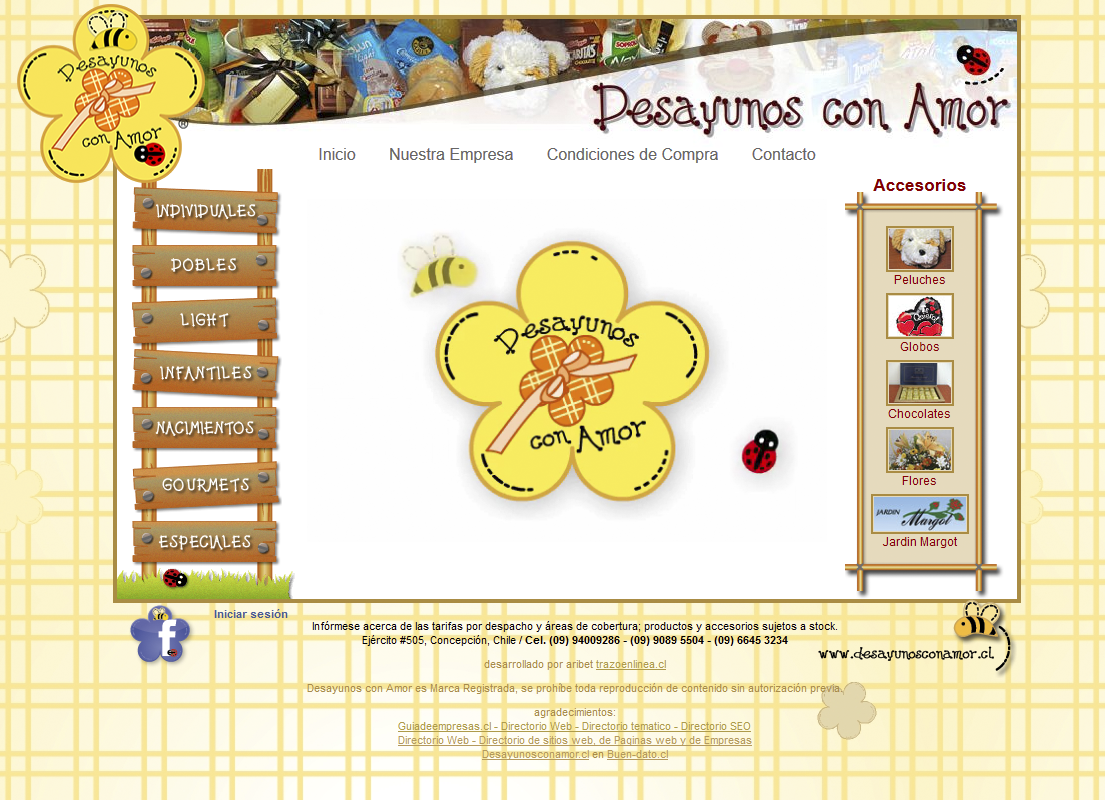 Desayunos
con Amor
®
Desayunos con Amor
Inicio Nuestra Empresa Condiciones de Compra Contacto
INDIVIDUALES
DOBLES
LIGHT
INFANTILES
NACIMIENTOS
GOURMETS
ESPECIALES
Desayunos
con Amor
Accesorios
Peluches
Globos
Chocolates
Flores
JARDIN
Margot
Jardin Margot
f
Iniciar sesión
Infórmese acerca de las tarifas por despacho y áreas de cobertura; productos y accesorios sujetos a stock.
Ejército #505, Concepción, Chile / Cel. (09) 94009286 - (09) 9089 5504 - (09) 6645 3234
www.desayunosconamor.cl
desarrollado por aribet trazoenlinea.cl
Desayunos con Amor es Marca Registrada, se prohíbe toda reproducción de contenido sin autorización previa.
agradecimientos:
Guiadeempresas.cl - Directorio Web - Directorio tematico - Directorio SEO
Directorio Web - Directorio de sitios web, de Paginas web y de Empresas
Desayunosconamor.cl en Buen-dato.cl